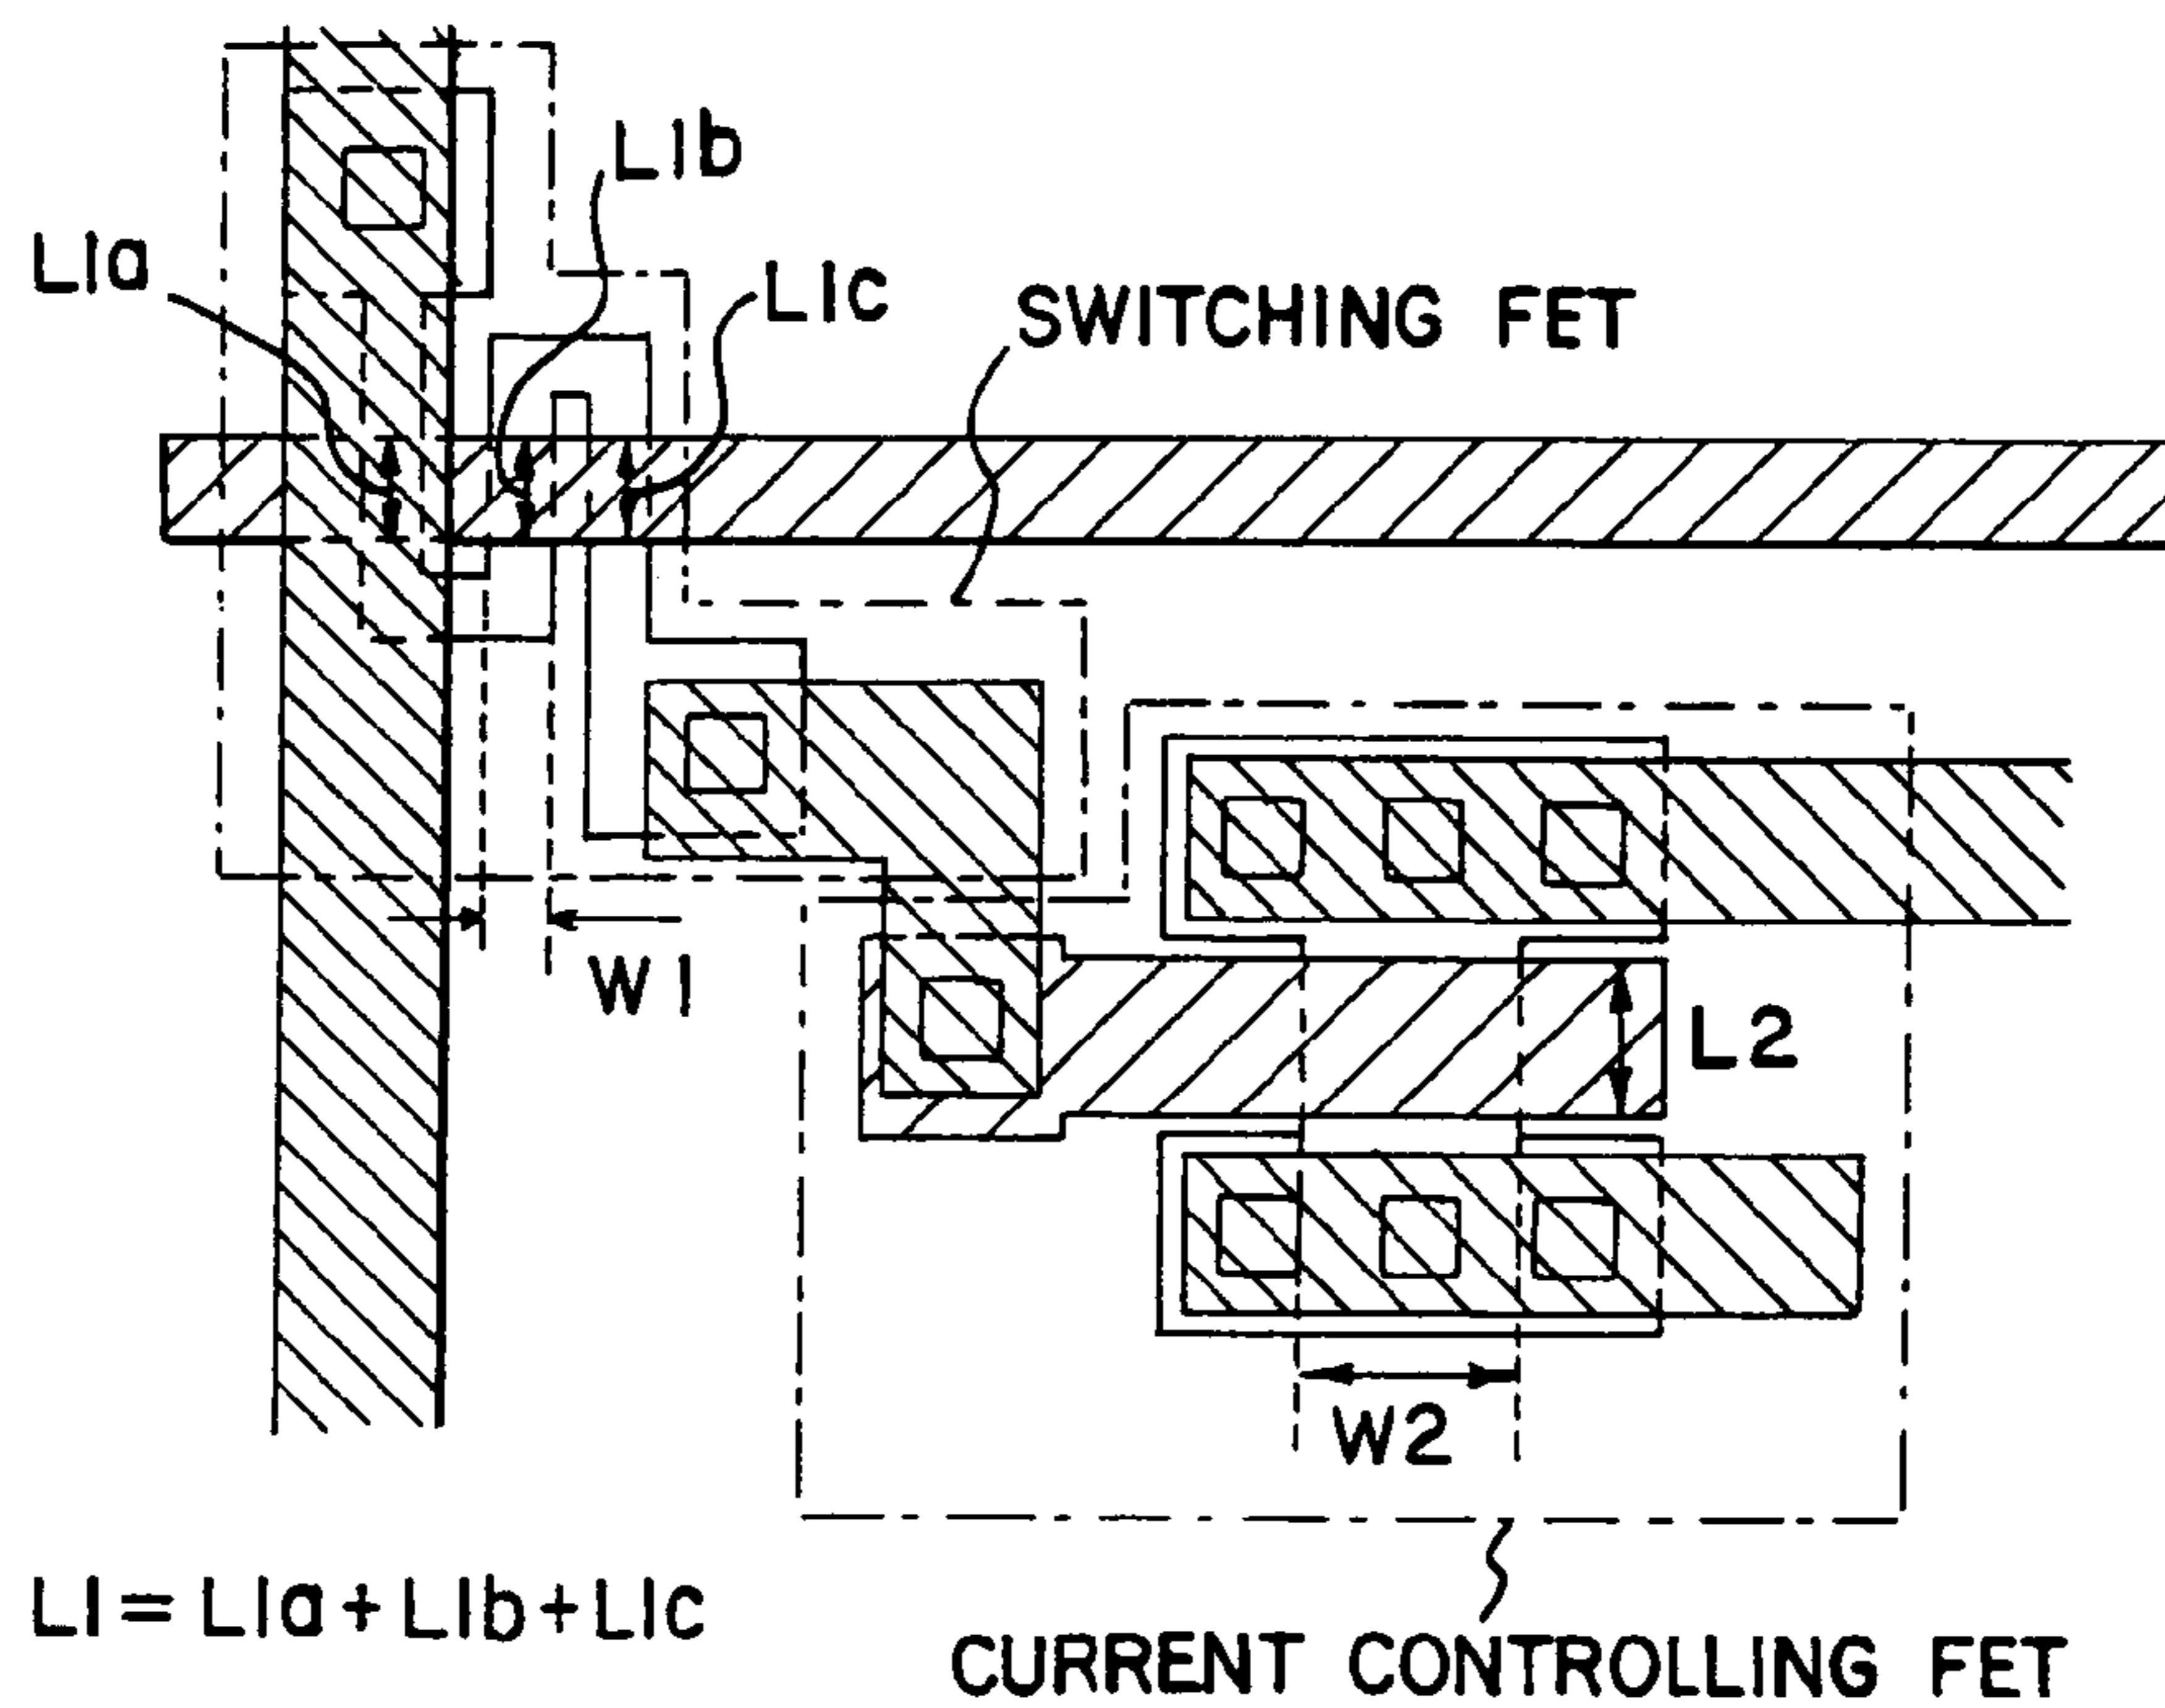 L1b
L1a
L1c
SWITCHING FET
W1
L2
W2
L1=L1a+L1b+L1c
CURRENT CONTROLLING FET